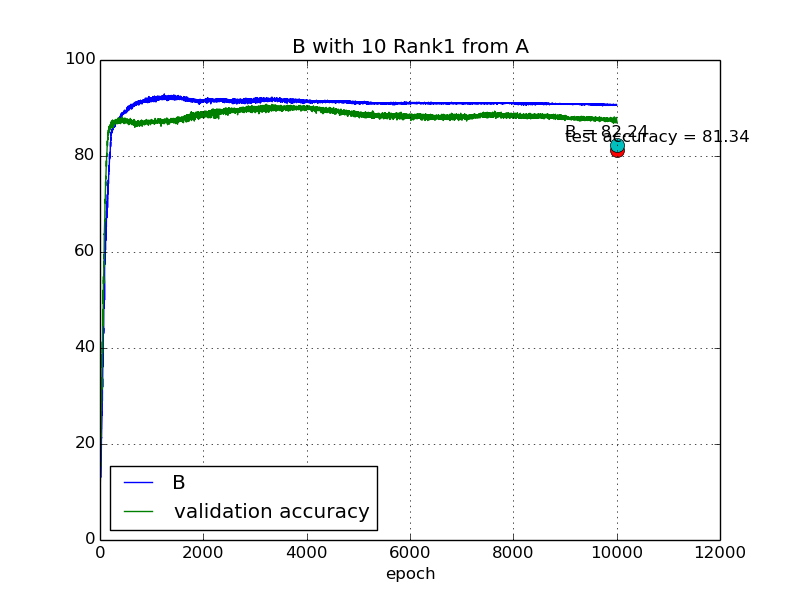 B with 10 Rank1 from A
100
80
60
40
20
0
B = 82.24
test accuracy = 81.34
B
validation accuracy
0 2000 4000 6000 8000 10000 12000
epoch